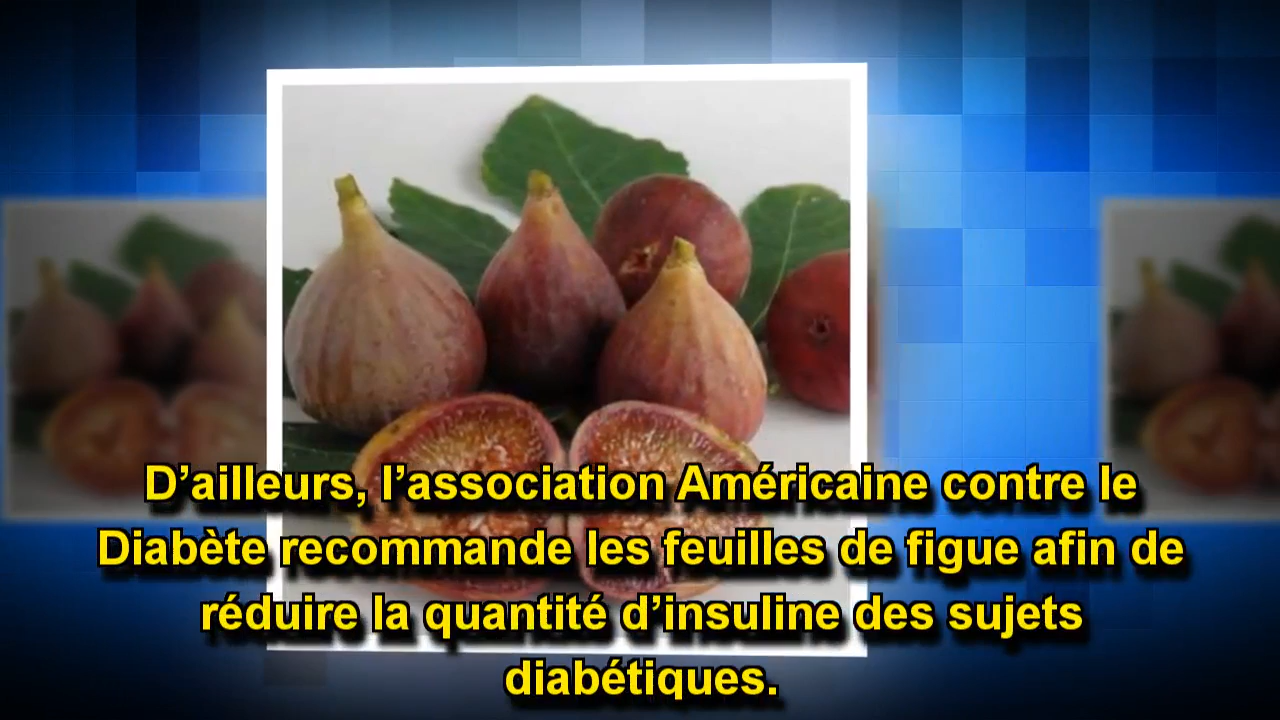 D’ailleurs, l’association Américaine contre le
Diabète recommande les feuilles de figue afin de
réduire la quantité d’insuline des sujets
diabétiques.